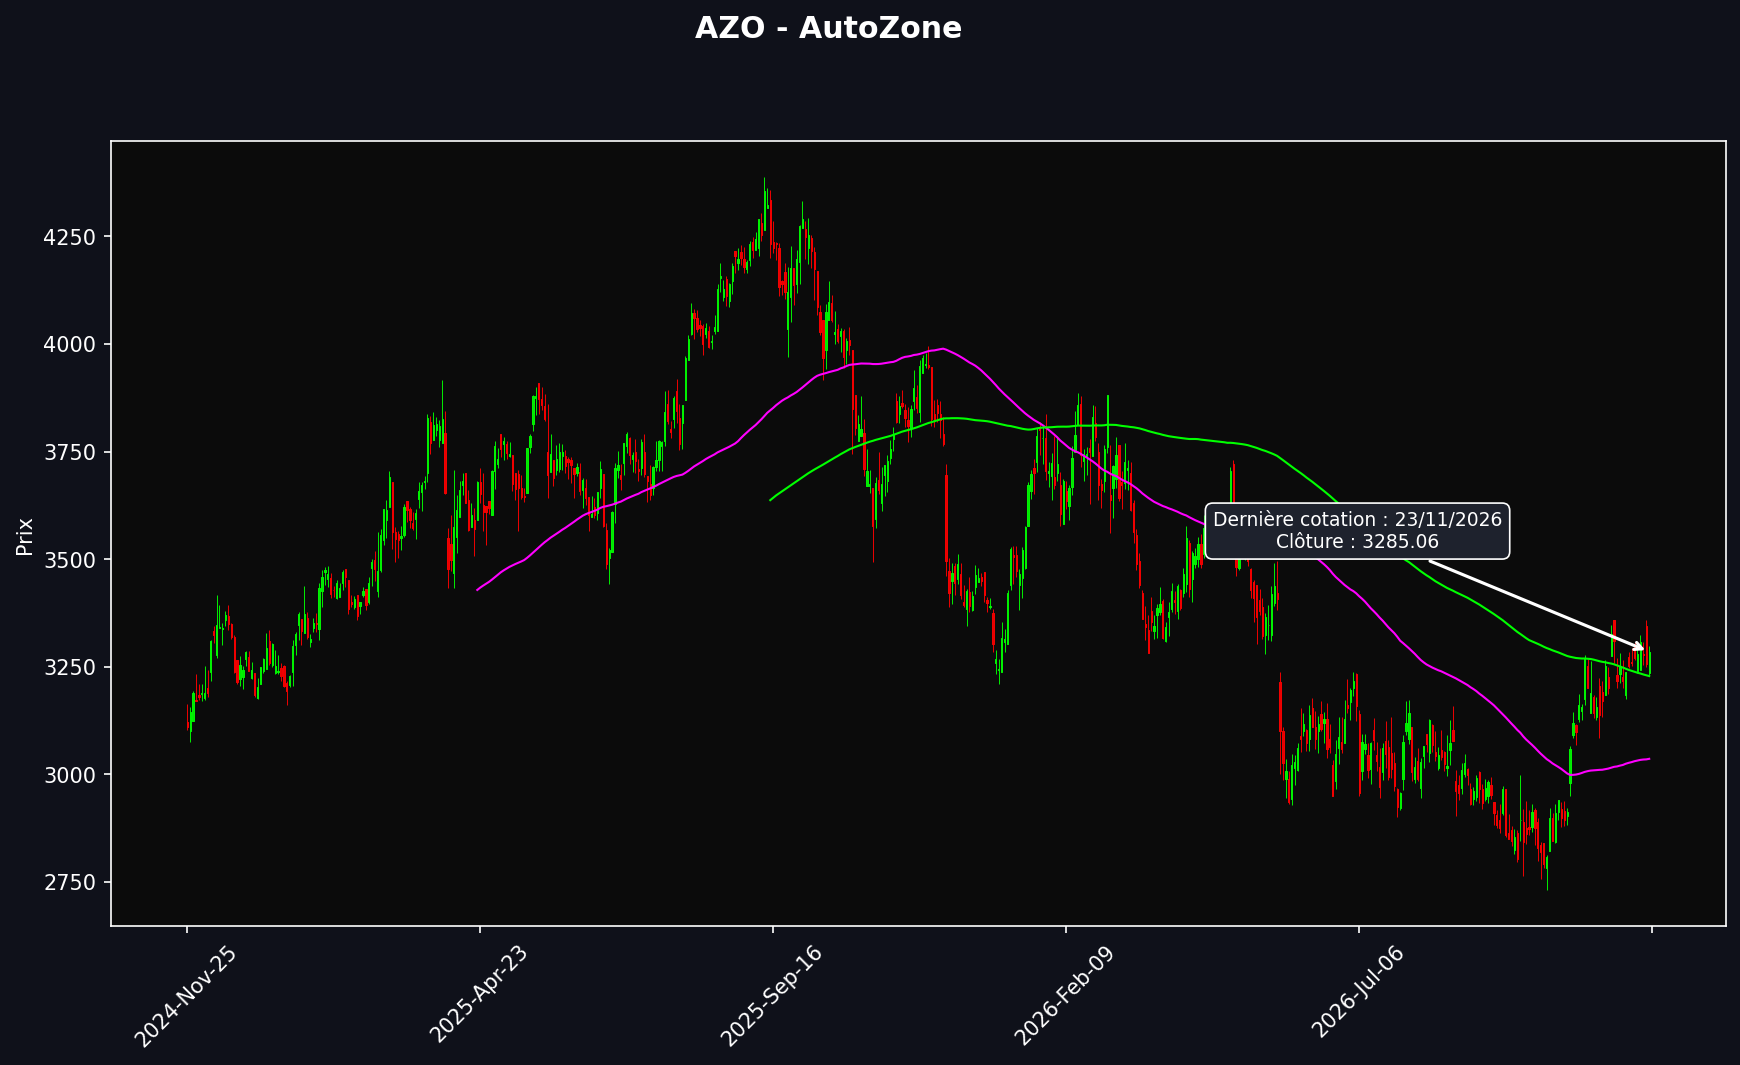 AZO - AutoZone
Prix
4250
4000
3750
3500
3250
3000
2750
Dernière cotation : 23/11/2026
Clôture : 3285.06
2024-Nov-25
2025-Apr-23
2025-Sep-16
2026-Feb-09
2026-Jul-06